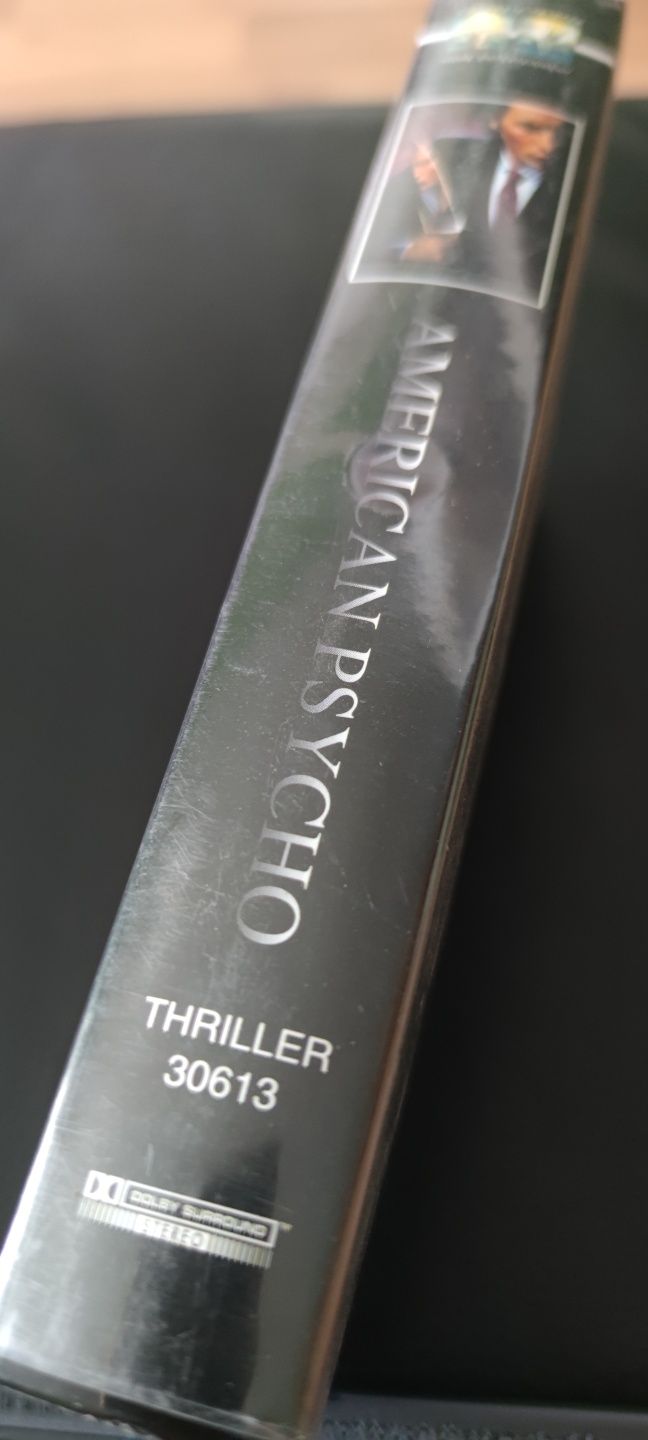 AMERICAN PSYCHO
THRILLER
30613
DOLBY SURROUND
STEREO